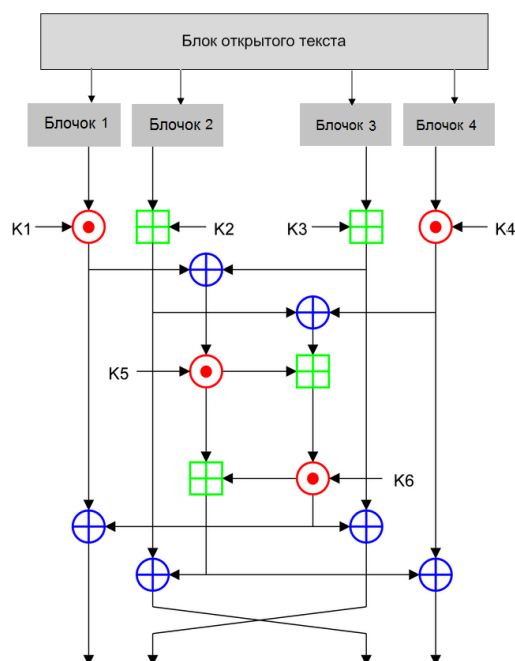 Блок открытого текста
Блочок 1
Блочок 2
Блочок 3
Блочок 4
K1
K2
K3
K4
K5
K6